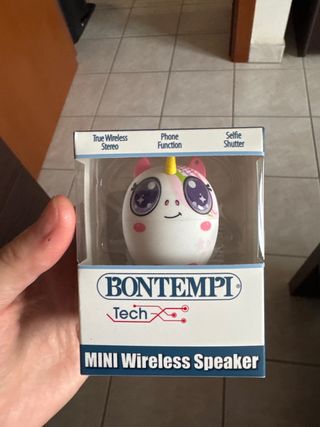 True Wireless Stereo
Phone Function
Selfie Shutter
BONTEMPI®
Tech
MINI Wireless Speaker